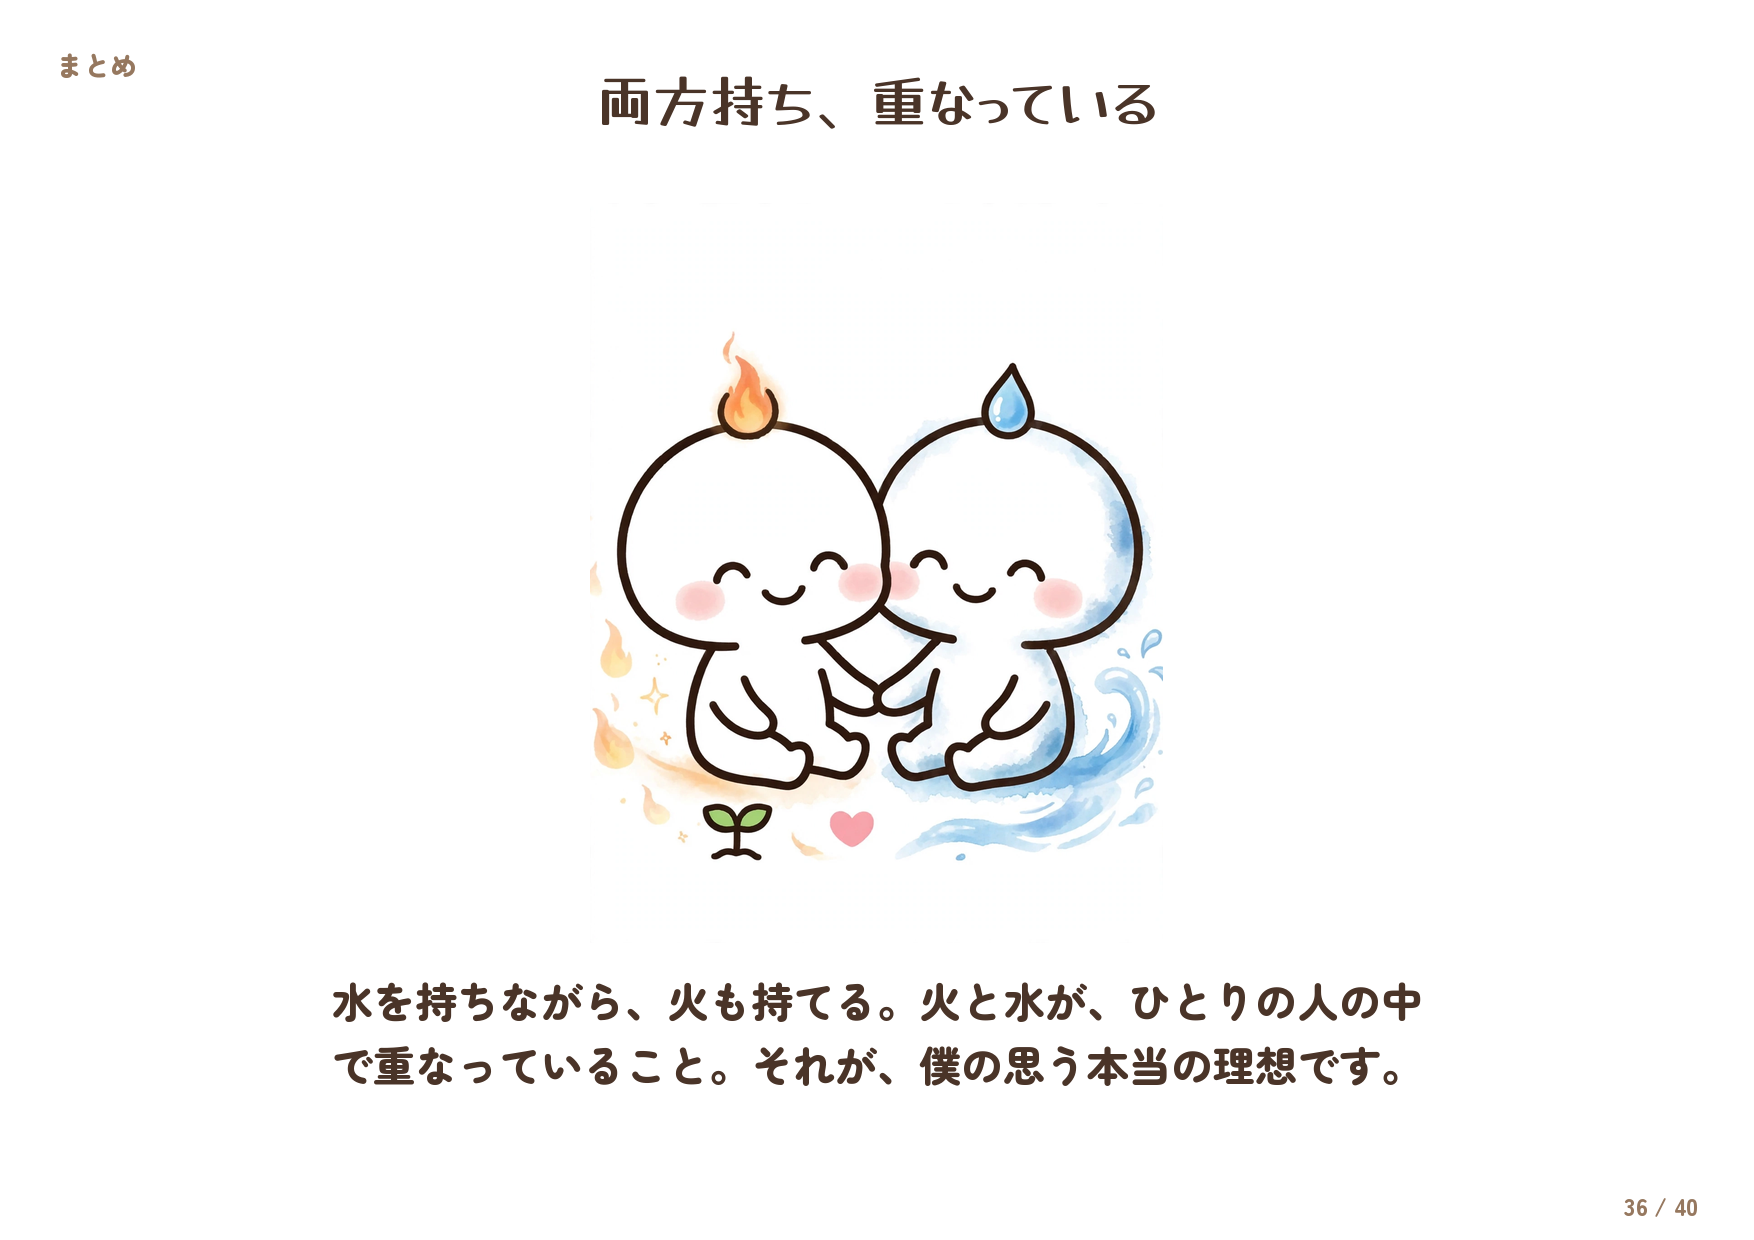 まとめ
両方持ち、重なっている
水を持ちながら、火も持てる。火と水が、ひとりの人の中
で重なっていること。それが、僕の思う本当の理想です。
36 / 40